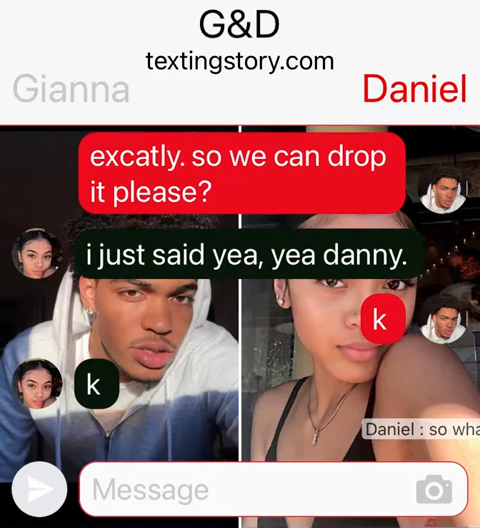 G&D
textingstory.com
Gianna Daniel
excatly. so we can drop
it please?
i just said yea, yea danny.
k
k
Daniel : so wha
Message